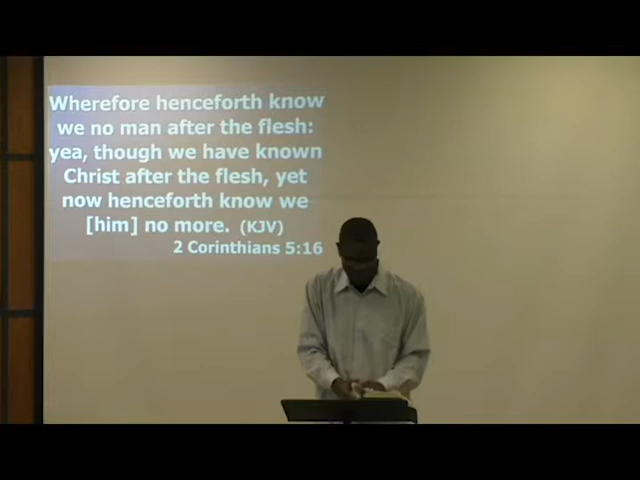 Wherefore henceforth know
we no man after the flesh:
yea, though we have known
Christ after the flesh, yet
now henceforth know we
[him] no more. (KJV)
2 Corinthians 5:16